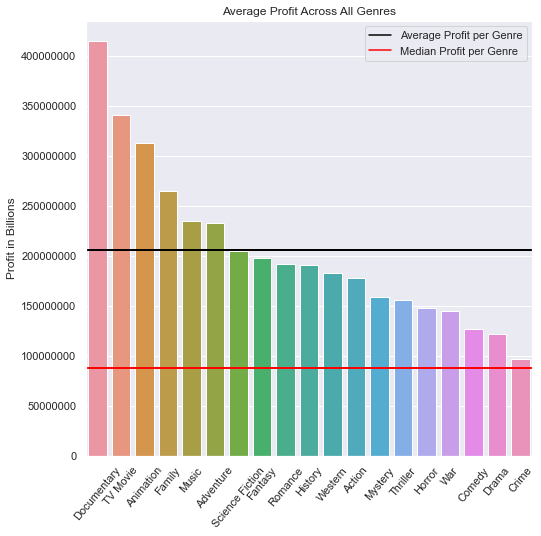 Average Profit Across All Genres
Average Profit per Genre
Median Profit per Genre
Profit in Billions
400000000
350000000
300000000
250000000
200000000
150000000
100000000
50000000
0
Documentary
TV Movie
Animation
Family
Music
Adventure
Science Fiction
Fantasy
Romance
History
Western
Action
Mystery
Thriller
Horror
War
Comedy
Drama
Crime